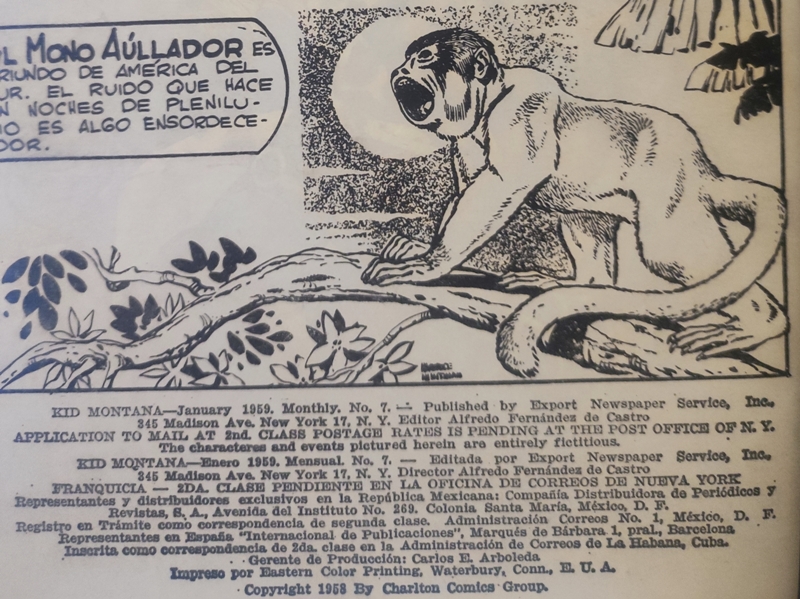 L MONO AÚLLADOR ES
RIUNDO DE AMÉRICA DEL
UR. EL RUIDO QUE HACE
N NOCHES DE PLENILU-
IO ES ALGO ENSORDECE-
DOR.
KID MONTANA—January 1959. Monthly. No. 7. — Published by Export Newspaper Service, Inc.,
345 Madison Ave. New York 17, N. Y. Editor Alfredo Fernández de Castro
APPLICATION TO MAIL AT 2nd. CLASS POSTAGE RATES IS PENDING AT THE POST OFFICE OF N. Y.
The characteres and events pictured herein are entirely fictitious.
KID MONTANA—Enero 1959. Mensual. No. 7. — Editada por Export Newspaper Service, Inc.,
345 Madison Ave. New York 17, N. Y. Director Alfredo Fernández de Castro
FRANQUICIA — 2DA. CLASE PENDIENTE EN LA OFICINA DE CORREOS DE NUEVA YORK
Representantes y distribuidores exclusivos en la República Mexicana: Compañía Distribuidora de Periódicos y
Revistas, S. A., Avenida del Instituto No. 269. Colonia Santa María, México, D. F.
Registro en Trámite como correspondencia de segunda clase. Administración Correos No. 1, México, D. F.
Representantes en España "Internacional de Publicaciones", Marqués de Bárbara 1, pral., Barcelona
Inscrita como correspondencia de 2da. clase en la Administración de Correos de La Habana, Cuba.
Gerente de Producción: Carlos E. Arboleda
Impreso por Eastern Color Printing, Waterbury, Conn., E. U. A.
Copyright 1958 By Charlton Comics Group.